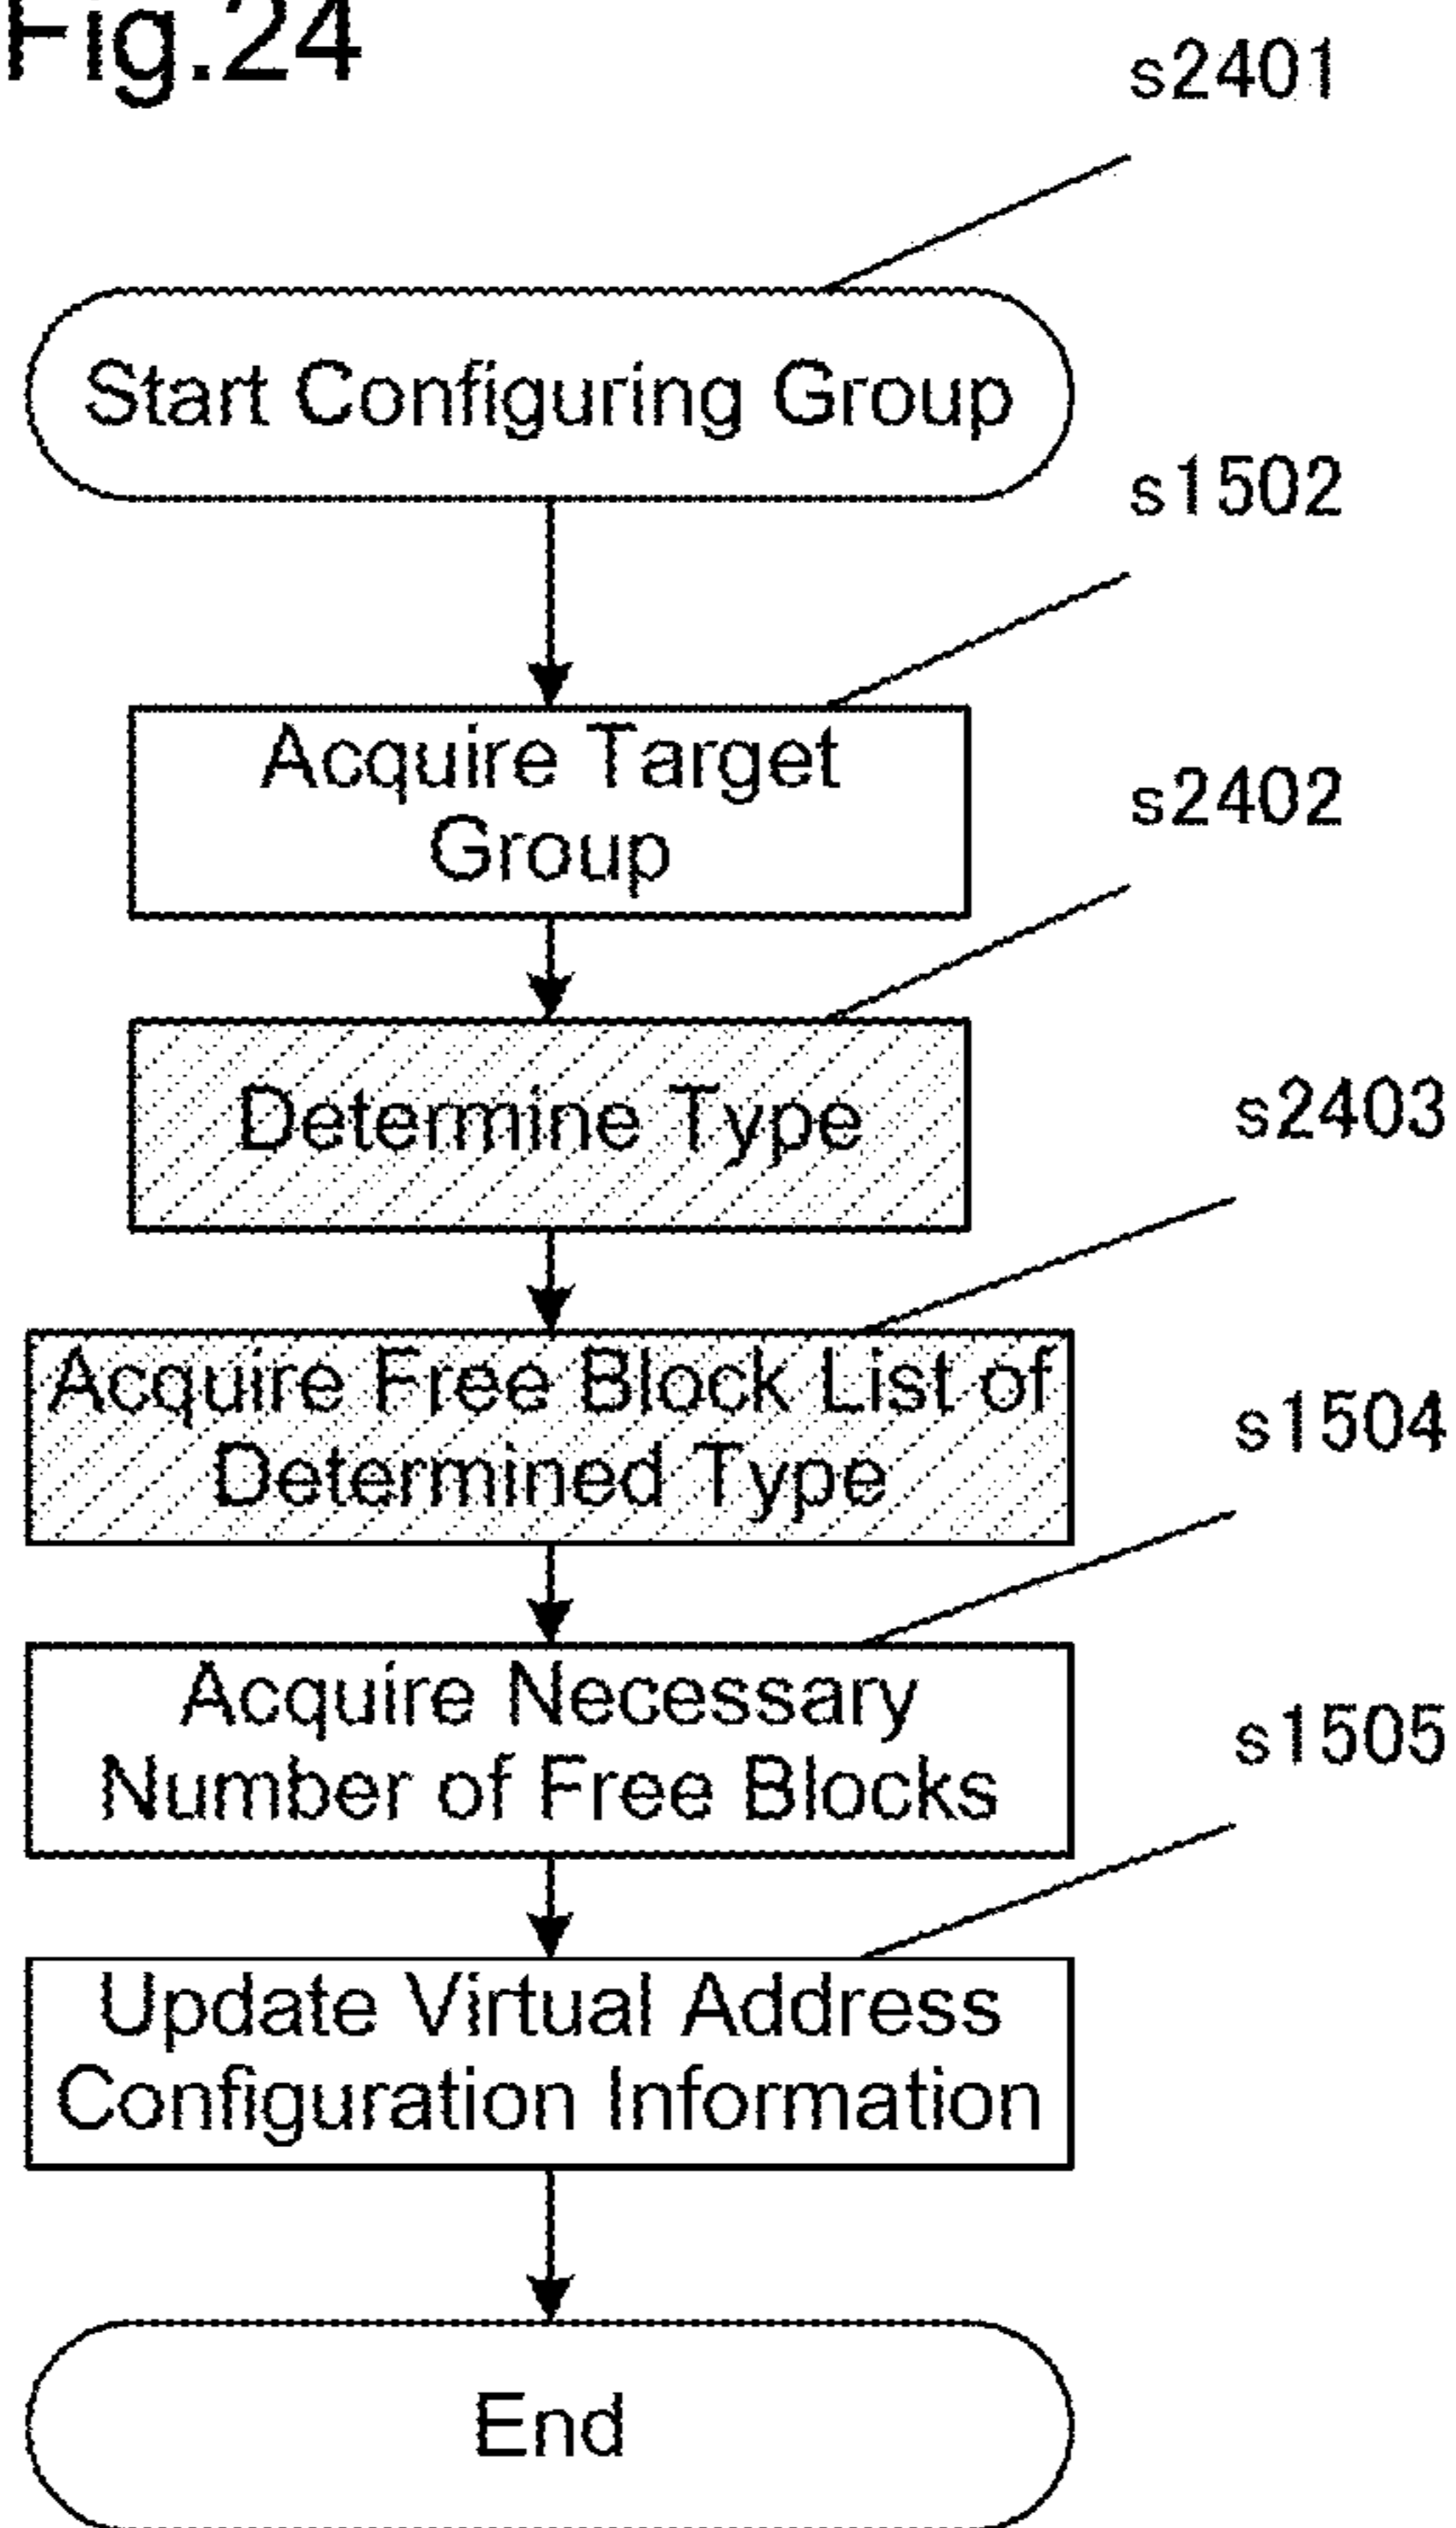 Fig.24
s2401
Start Configuring Group
s1502
Acquire Target
Group
s2402
Determine Type
s2403
Acquire Free Block List of
Determined Type
s1504
Acquire Necessary
Number of Free Blocks
s1505
Update Virtual Address
Configuration Information
End